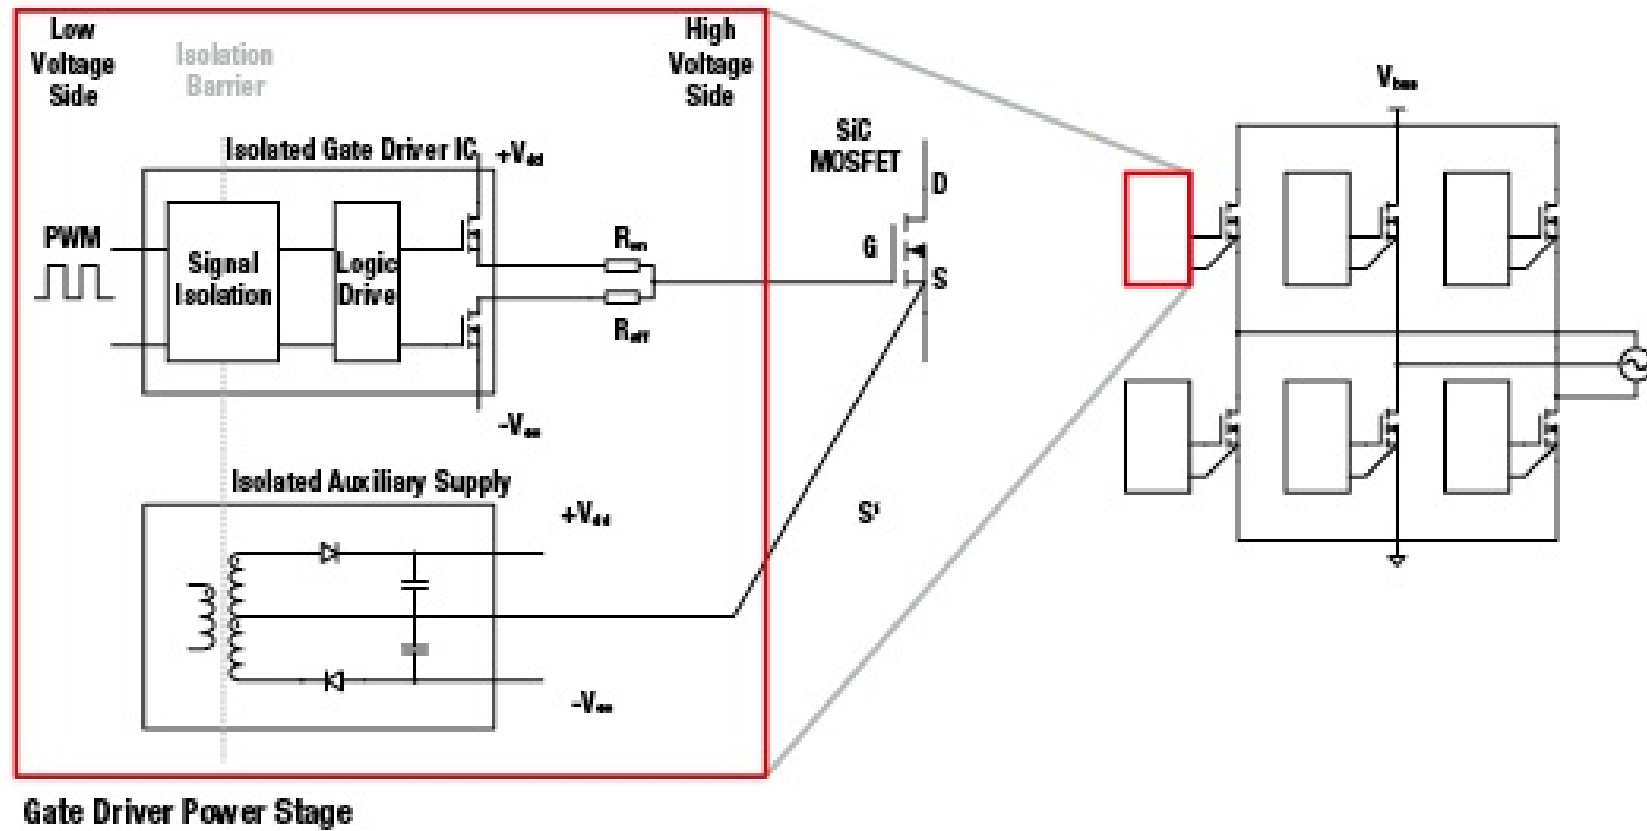 Low
Voltage
Side
Isolation
Barrier
High
Voltage
Side
Isolated Gate Driver IC
+Vdd
PWM
Signal
Isolation
Logic
Drive
Ron
Roff
-Vee
SiC
MOSFET
D
G
S
Isolated Auxiliary Supply
+Vdd
S'
-Vee
Vbus
Gate Driver Power Stage